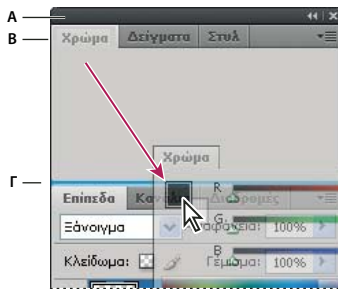 A
B
Χρώμα Δείγματα Στυλ
Χρώμα
Γ
Επίπεδα
R
Ξάνοιγμα G 100%
B
Κλείδωμα: Γέμισμα: 100%